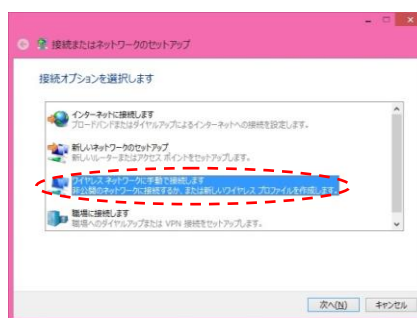 接続またはネットワークのセットアップ
接続オプションを選択します
インターネットに接続します
ブロードバンドまたはダイヤルアップによるインターネットへの接続を設定します。
新しいネットワークのセットアップ
新しいルーターまたはアクセス ポイントをセットアップします。
ワイヤレス ネットワークに手動で接続します
非公開のネットワークに接続するか、または新しいワイヤレス プロファイルを作成します。
職場に接続します
職場へのダイヤルアップまたは VPN 接続をセットアップします。
次へ(N)
キャンセル